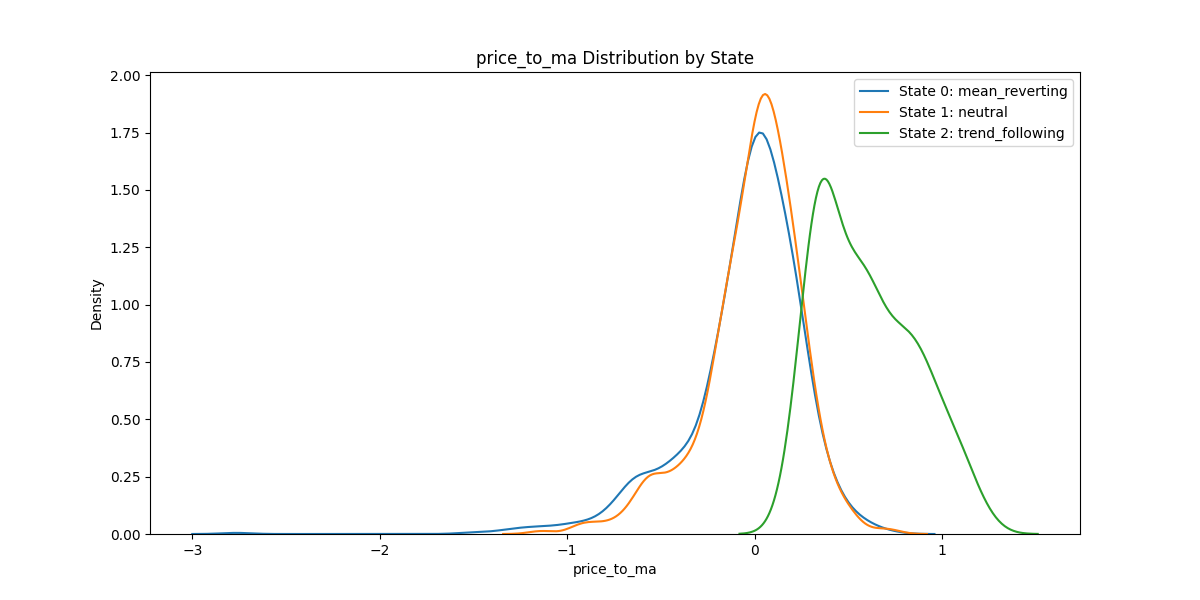 price_to_ma Distribution by State
State 0: mean_reverting
State 1: neutral
State 2: trend_following
2.00
1.75
1.50
1.25
1.00
0.75
0.50
0.25
0.00
Density
−3 −2 −1 0 1
price_to_ma